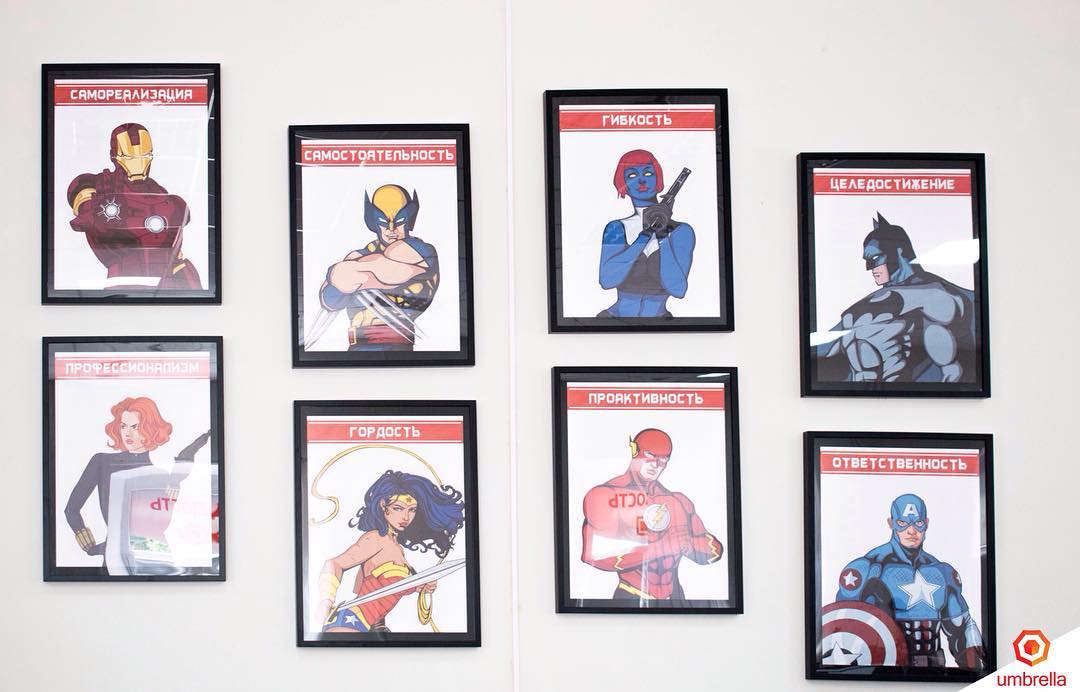 САМОРЕАЛИЗАЦИЯ
САМОСТОЯТЕЛЬНОСТЬ
ГИБКОСТЬ
ЦЕЛЕДОСТИЖЕНИЕ
ПРОФЕССИОНАЛИЗМ
ГОРДОСТЬ
ПРОАКТИВНОСТЬ
ОТВЕТСТВЕННОСТЬ
A
umbrella